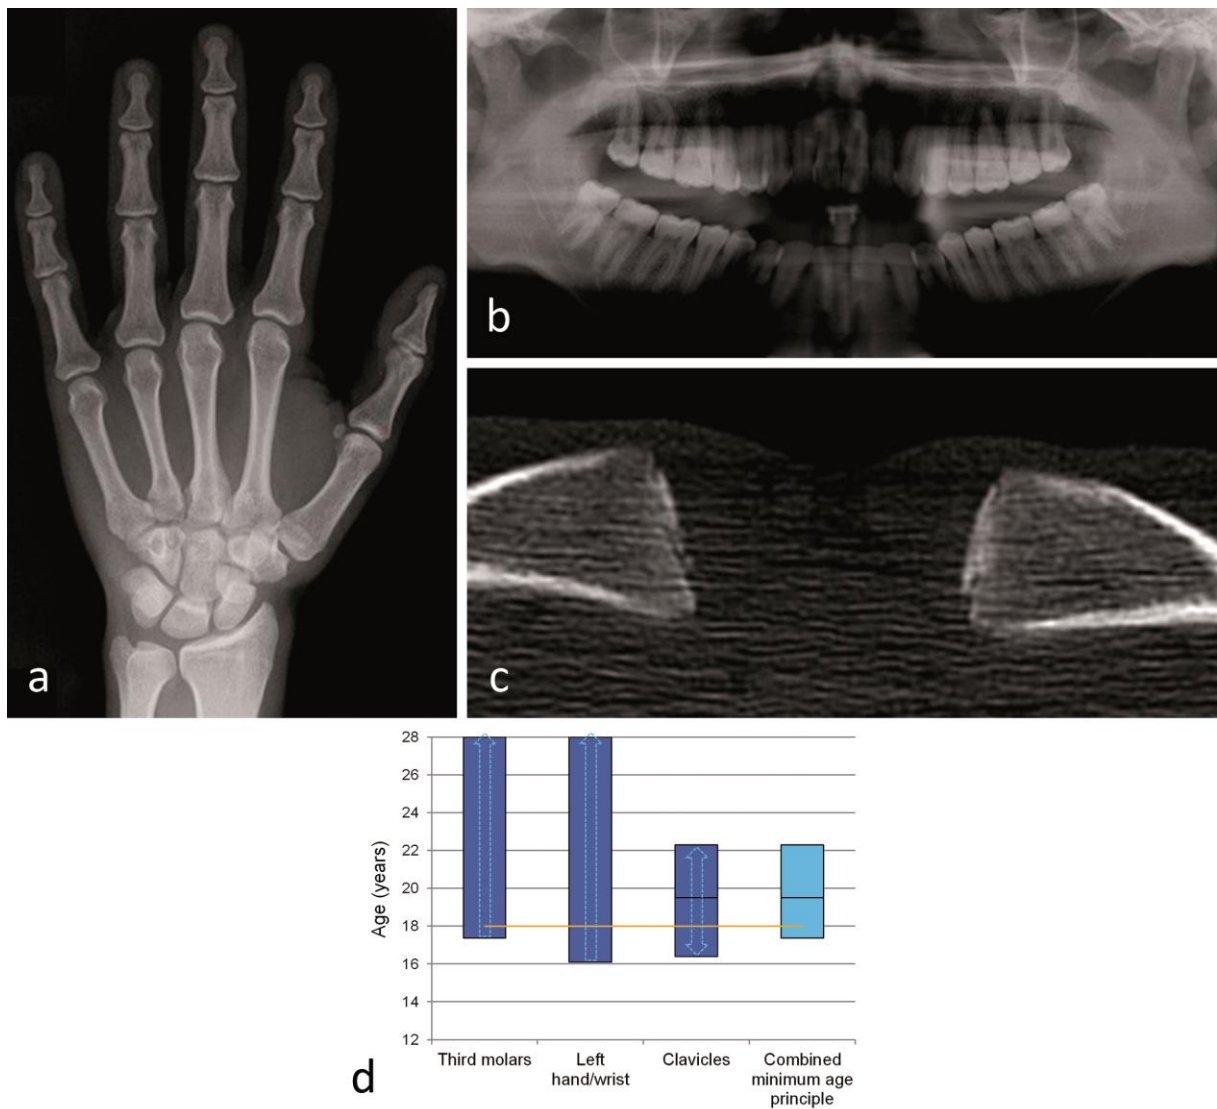 a
b
c
28
26
24
22
20
18
16
14
12
Age (years)
Third molars
Left
hand/wrist
Clavicles
Combined
minimum age
principle
d